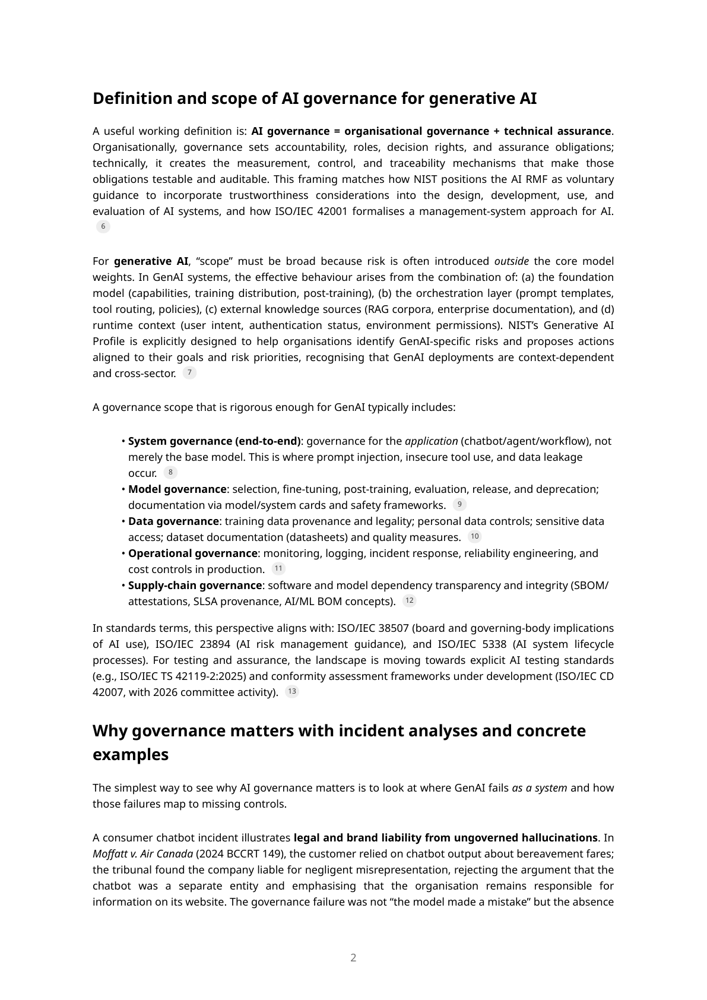 Definition and scope of AI governance for generative AI
A useful working definition is: AI governance = organisational governance + technical assurance.
Organisationally, governance sets accountability, roles, decision rights, and assurance obligations;
technically, it creates the measurement, control, and traceability mechanisms that make those
obligations testable and auditable. This framing matches how NIST positions the AI RMF as voluntary
guidance to incorporate trustworthiness considerations into the design, development, use, and
evaluation of AI systems, and how ISO/IEC 42001 formalises a management-system approach for AI.
6
For generative AI, “scope” must be broad because risk is often introduced outside the core model
weights. In GenAI systems, the effective behaviour arises from the combination of: (a) the foundation
model (capabilities, training distribution, post-training), (b) the orchestration layer (prompt templates,
tool routing, policies), (c) external knowledge sources (RAG corpora, enterprise documentation), and (d)
runtime context (user intent, authentication status, environment permissions). NIST’s Generative AI
Profile is explicitly designed to help organisations identify GenAI-specific risks and proposes actions
aligned to their goals and risk priorities, recognising that GenAI deployments are context-dependent
and cross-sector. 7
A governance scope that is rigorous enough for GenAI typically includes:
• System governance (end-to-end): governance for the application (chatbot/agent/workflow), not
merely the base model. This is where prompt injection, insecure tool use, and data leakage
occur. 8
• Model governance: selection, fine-tuning, post-training, evaluation, release, and deprecation;
documentation via model/system cards and safety frameworks. 9
• Data governance: training data provenance and legality; personal data controls; sensitive data
access; dataset documentation (datasheets) and quality measures. 10
• Operational governance: monitoring, logging, incident response, reliability engineering, and
cost controls in production. 11
• Supply-chain governance: software and model dependency transparency and integrity (SBOM/
attestations, SLSA provenance, AI/ML BOM concepts). 12
In standards terms, this perspective aligns with: ISO/IEC 38507 (board and governing-body implications
of AI use), ISO/IEC 23894 (AI risk management guidance), and ISO/IEC 5338 (AI system lifecycle
processes). For testing and assurance, the landscape is moving towards explicit AI testing standards
(e.g., ISO/IEC TS 42119-2:2025) and conformity assessment frameworks under development (ISO/IEC CD
42007, with 2026 committee activity). 13
Why governance matters with incident analyses and concrete
examples
The simplest way to see why AI governance matters is to look at where GenAI fails as a system and how
those failures map to missing controls.
A consumer chatbot incident illustrates legal and brand liability from ungoverned hallucinations. In
Moffatt v. Air Canada (2024 BCCRT 149), the customer relied on chatbot output about bereavement fares;
the tribunal found the company liable for negligent misrepresentation, rejecting the argument that the
chatbot was a separate entity and emphasising that the organisation remains responsible for
information on its website. The governance failure was not “the model made a mistake” but the absence
2